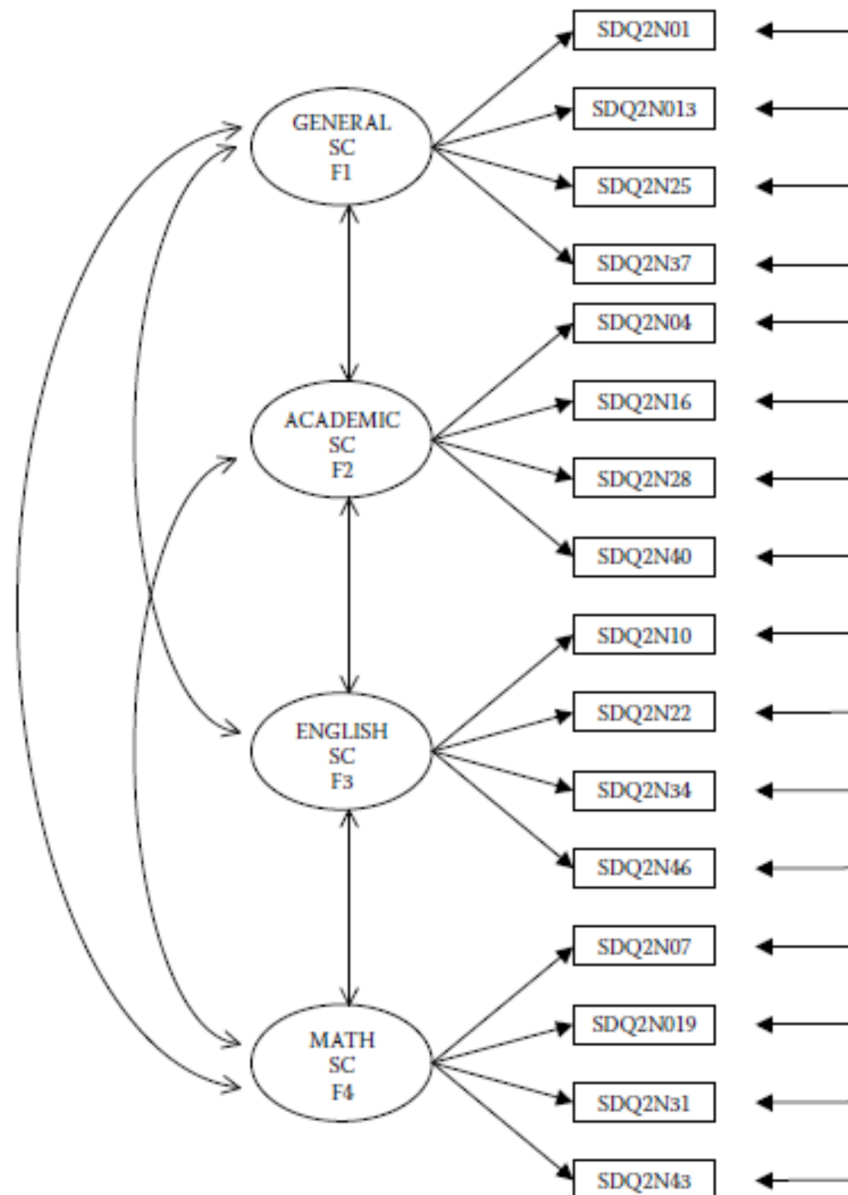 SDQ2N01
GENERAL
SC
F1
SDQ2N013
SDQ2N25
SDQ2N37
SDQ2N04
ACADEMIC
SC
F2
SDQ2N16
SDQ2N28
SDQ2N40
SDQ2N10
ENGLISH
SC
F3
SDQ2N22
SDQ2N34
SDQ2N46
SDQ2N07
MATH
SC
F4
SDQ2N019
SDQ2N31
SDQ2N43